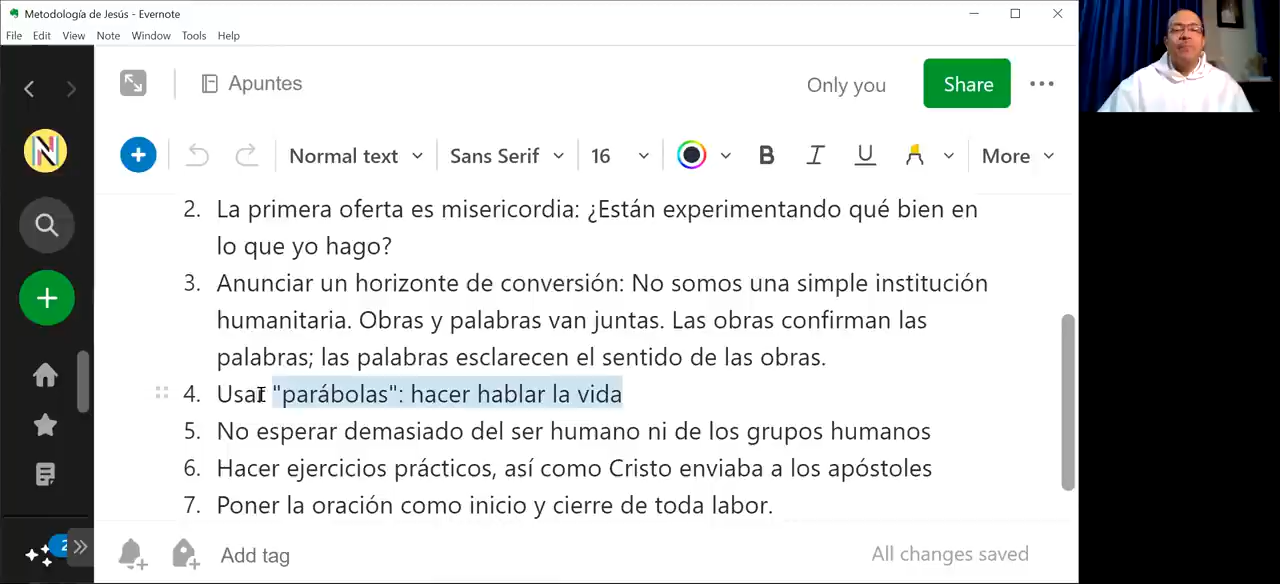 Metodología de Jesús - Evernote
File Edit View Note Window Tools Help
Apuntes
Only you
Share
Normal text
Sans Serif
16
B I U
More
2. La primera oferta es misericordia: ¿Están experimentando qué bien en
lo que yo hago?
3. Anunciar un horizonte de conversión: No somos una simple institución
humanitaria. Obras y palabras van juntas. Las obras confirman las
palabras; las palabras esclarecen el sentido de las obras.
4. Usar "parábolas": hacer hablar la vida
5. No esperar demasiado del ser humano ni de los grupos humanos
6. Hacer ejercicios prácticos, así como Cristo enviaba a los apóstoles
7. Poner la oración como inicio y cierre de toda labor.
2
Add tag
All changes saved